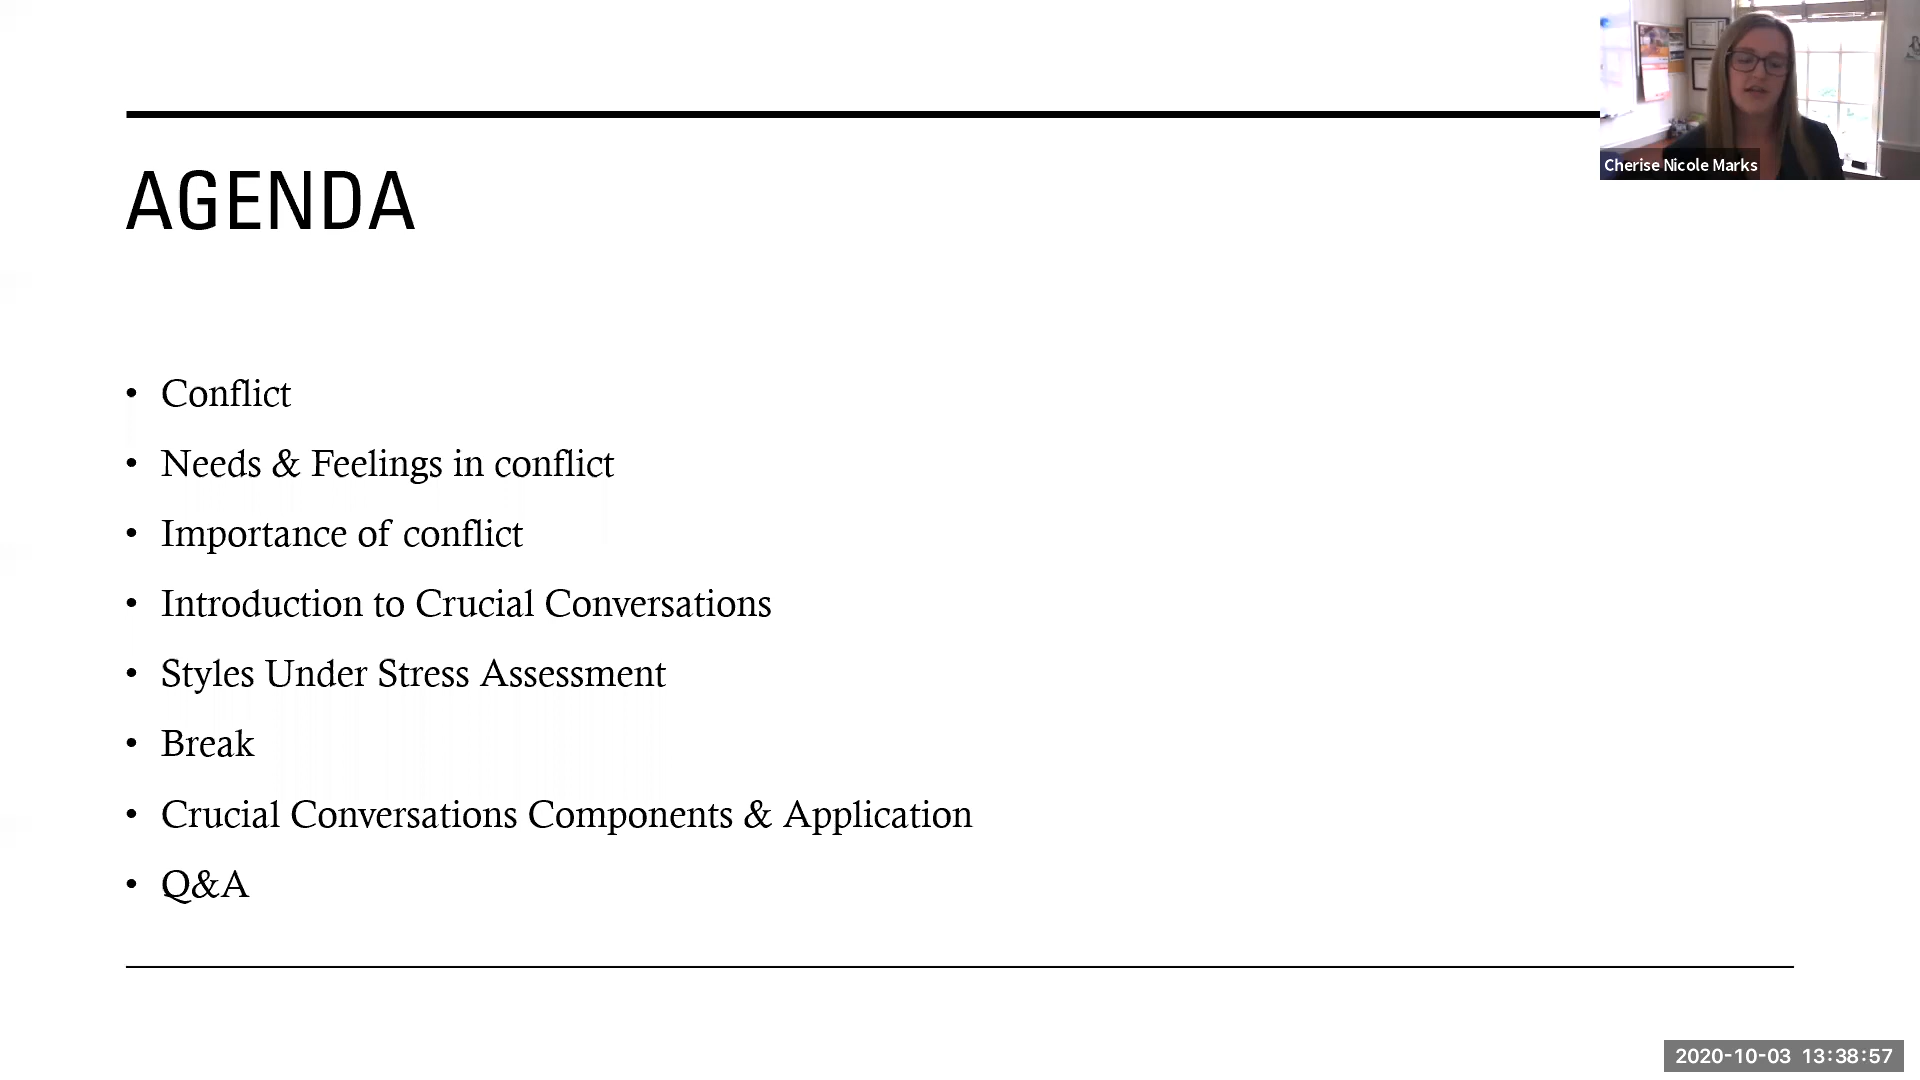 AGENDA
Cherise Nicole Marks
• Conflict
• Needs & Feelings in conflict
• Importance of conflict
• Introduction to Crucial Conversations
• Styles Under Stress Assessment
• Break
• Crucial Conversations Components & Application
• Q&A
2020-10-03 13:38:57